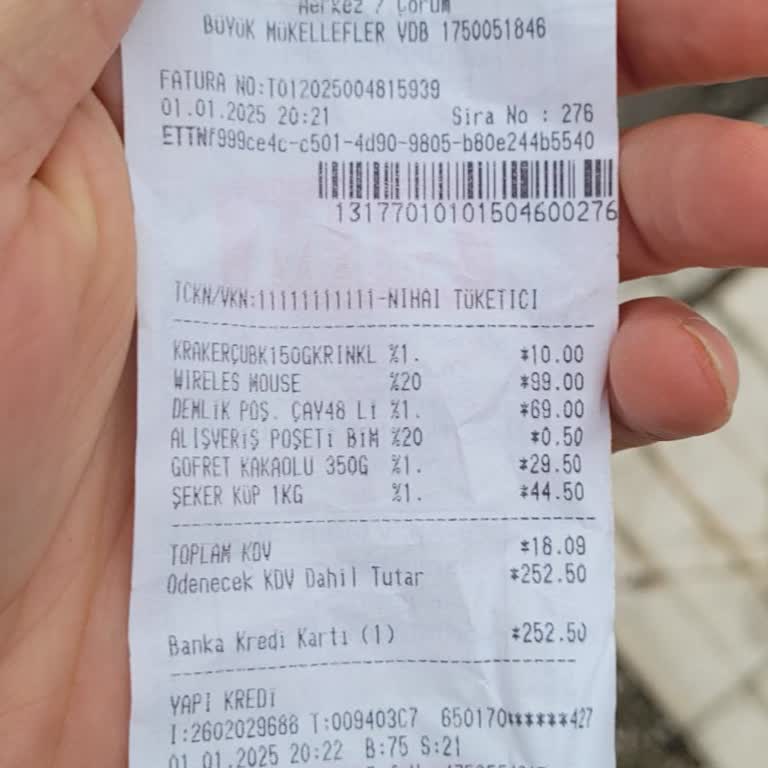 Merkez / Çorum
BÜYÜK MÜKELLEFLER VDB 1750051846
FATURA NO:T012025004815939
01.01.2025 20:21 Sira No : 276
ETTN:f999ce4c-c501-4d90-9805-b80e244b5540
13177010101504600276
TCKN/VKN:11111111111-NIHAI TÜKETICI
KRAKERÇUBK150GKRINKL %1. *10.00
WIRELES MOUSE %20 *99.00
DEMLIK POŞ. ÇAY48 Li %1. *69.00
ALIŞVERiŞ POŞETi BIM %20 *0.50
GOFRET KAKAOLU 350G %1. *29.50
ŞEKER KÜP 1KG %1. *44.50
TOPLAM KDV *18.09
Odenecek KDV Dahil Tutar *252.50
Banka Kredi Kartı (1) *252.50
YAPI KREDi
I:2602029688 T:009403C7 650170******427
01.01.2025 20:22 B:75 S:21